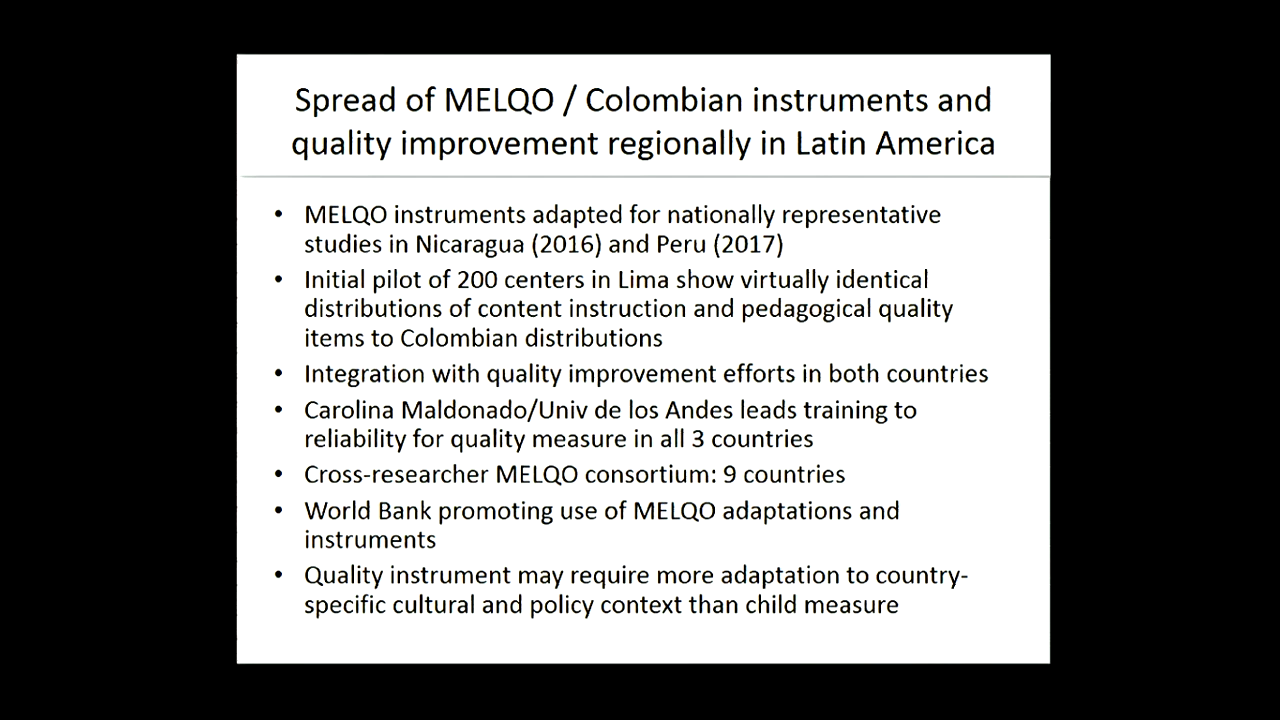 Spread of MELQO / Colombian instruments and
quality improvement regionally in Latin America
• MELQO instruments adapted for nationally representative
studies in Nicaragua (2016) and Peru (2017)
• Initial pilot of 200 centers in Lima show virtually identical
distributions of content instruction and pedagogical quality
items to Colombian distributions
• Integration with quality improvement efforts in both countries
• Carolina Maldonado/Univ de los Andes leads training to
reliability for quality measure in all 3 countries
• Cross-researcher MELQO consortium: 9 countries
• World Bank promoting use of MELQO adaptations and
instruments
• Quality instrument may require more adaptation to country-
specific cultural and policy context than child measure